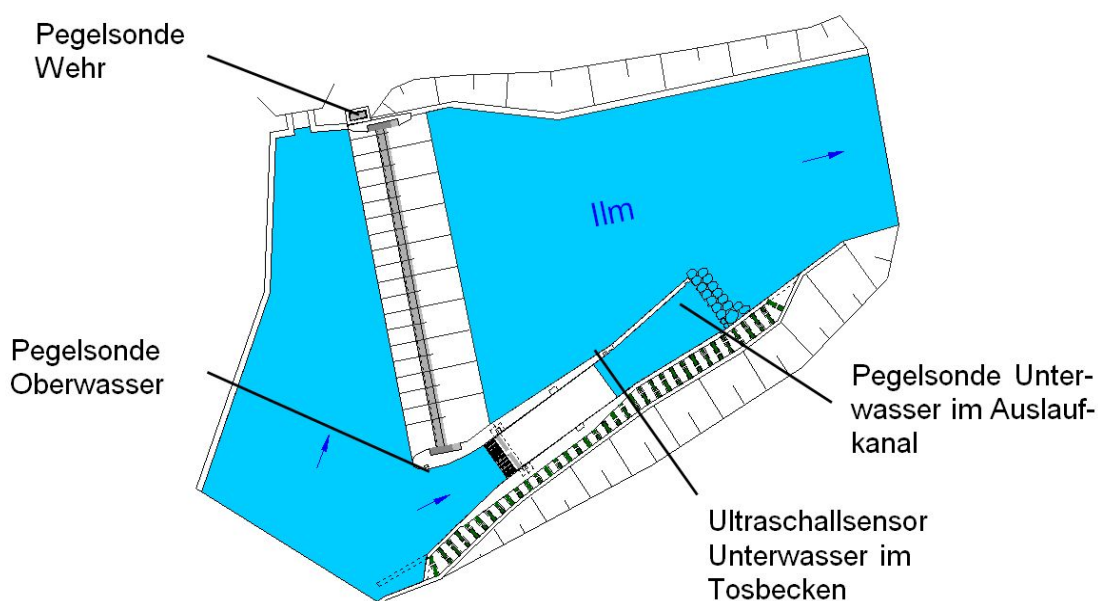 Pegelsonde
Wehr
Ilm
Pegelsonde
Oberwasser
Pegelsonde Unter-
wasser im Auslauf-
kanal
Ultraschallsensor
Unterwasser im
Tosbecken